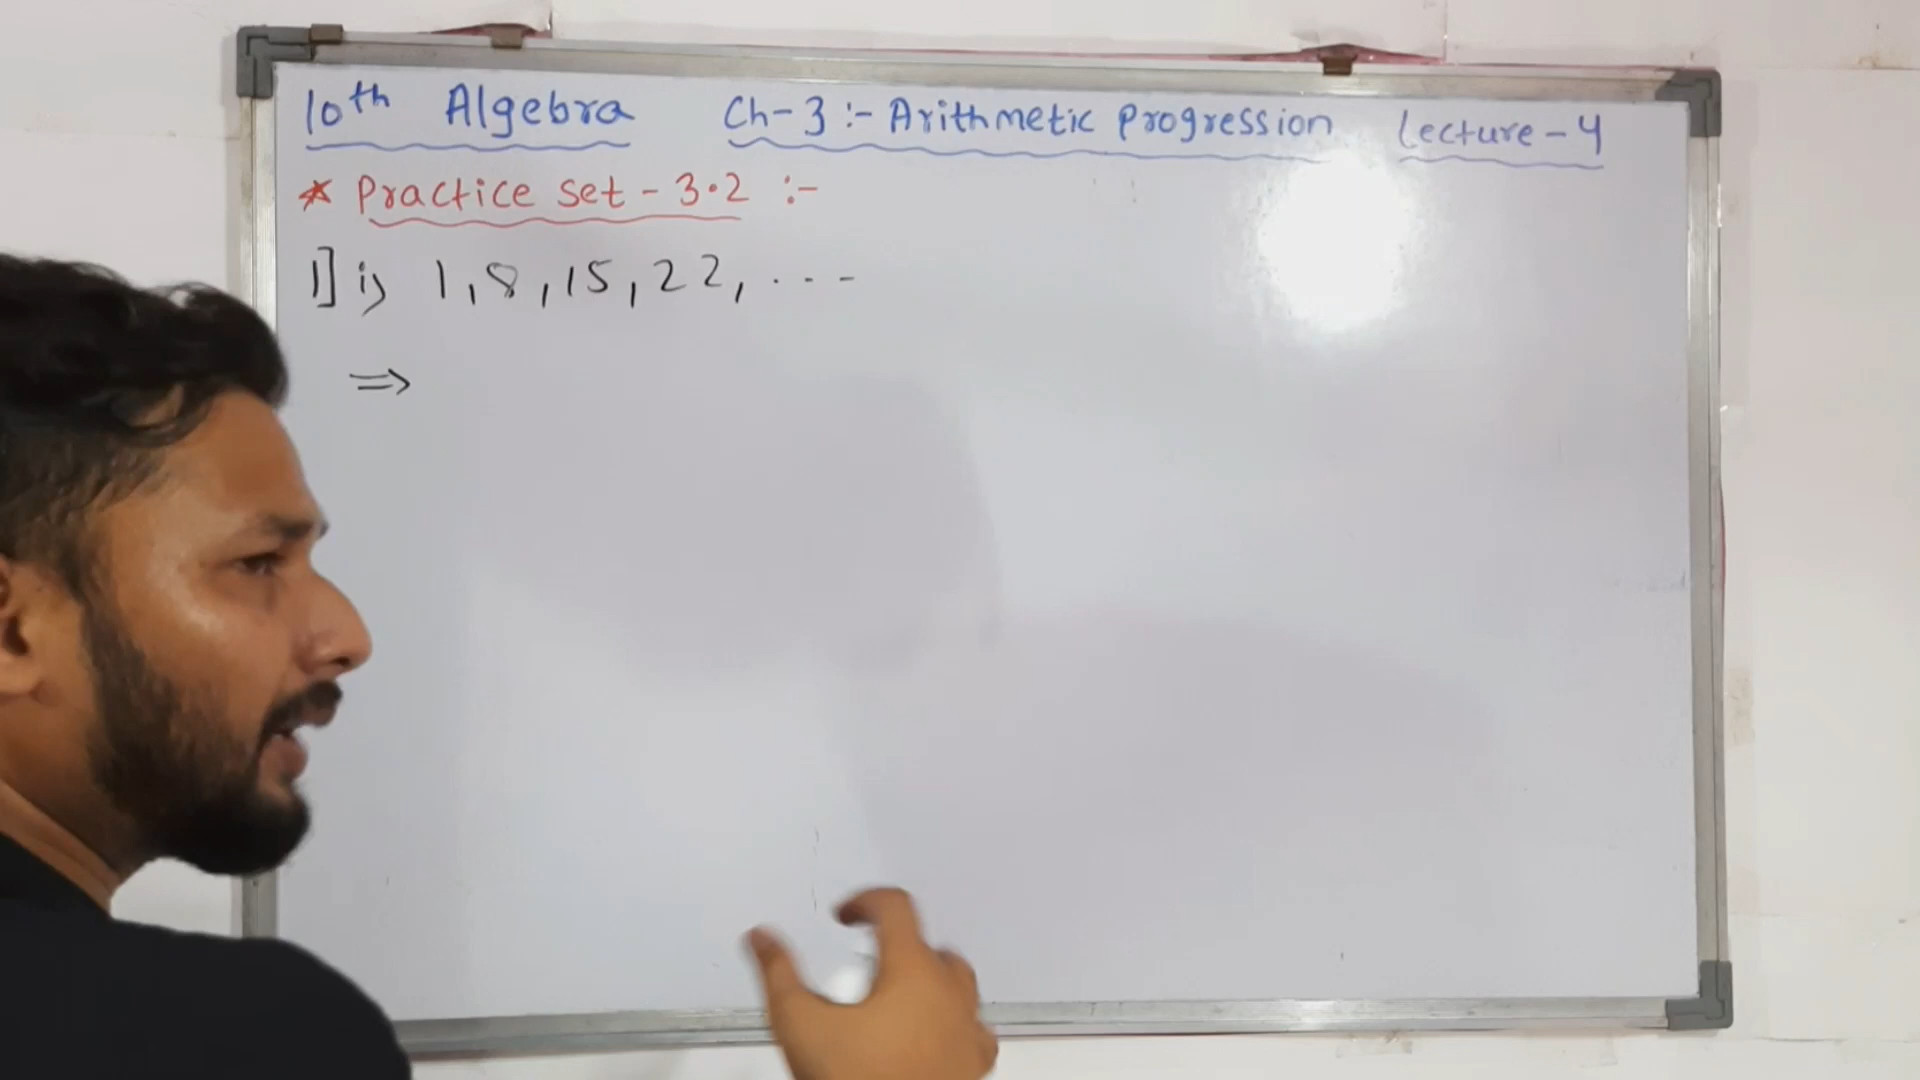 10th Algebra Ch-3 :- Arithmetic Progression Lecture-4
* Practice set - 3.2 :-
1] i) 1, 8, 15, 22, . - - -
⇒